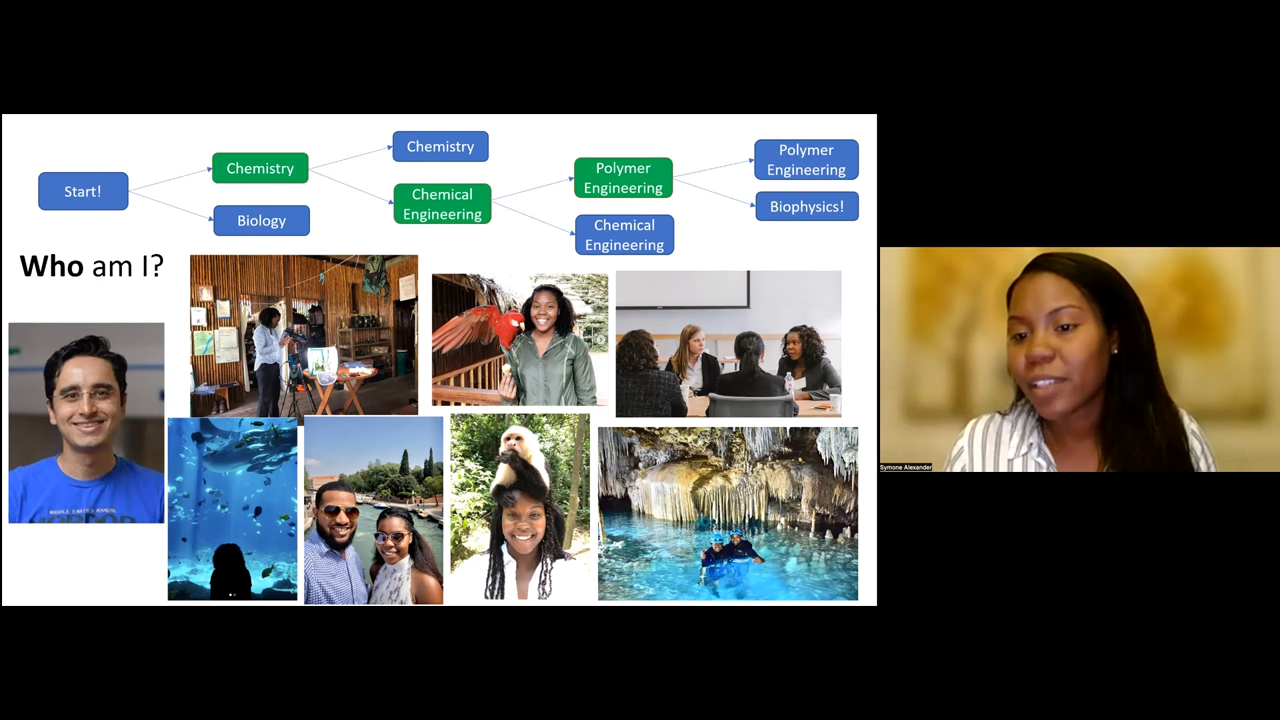 Start!
Chemistry
Biology
Chemistry
Chemical
Engineering
Polymer
Engineering
Chemical
Engineering
Polymer
Engineering
Biophysics!
Who am I?
Symone Alexander